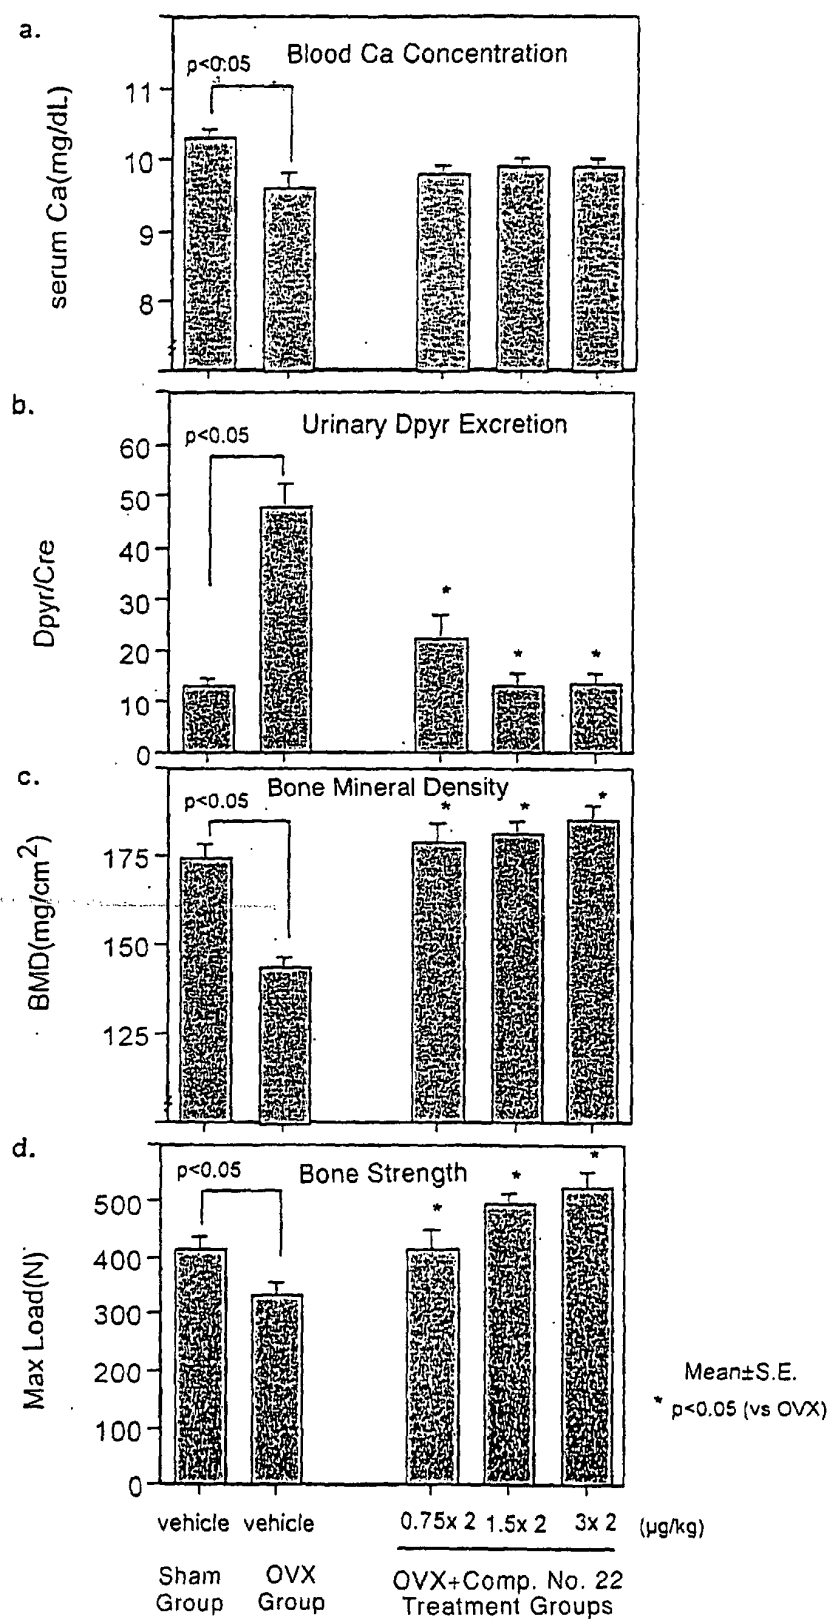 a.
Blood Ca Concentration
p<0.05
serum Ca(mg/dL)
11
10
9
8
b.
Urinary Dpyr Excretion
p<0.05
Dpyr/Cre
60
50
40
30
20
10
0
*
*
*
c.
Bone Mineral Density
p<0.05
BMD(mg/cm2)
175
150
125
*
*
*
d.
Bone Strength
p<0.05
Max Load(N)
500
400
300
200
100
0
*
*
*
Mean±S.E.
* p<0.05 (vs OVX)
vehicle vehicle 0.75x 2 1.5x 2 3x 2 (µg/kg)
Sham Group
OVX Group
OVX+Comp. No. 22
Treatment Groups